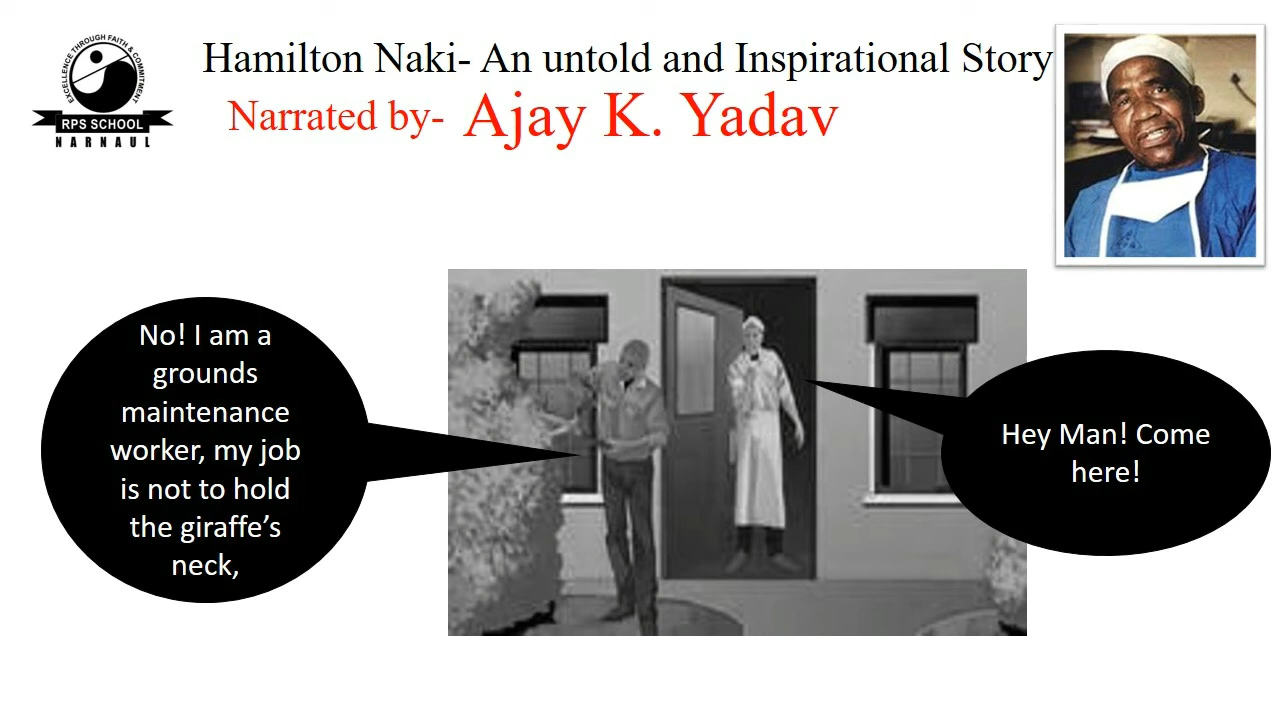 EXCELLENCE THROUGH FAITH & COMMITMENT
RPS SCHOOL
NARNAUL
Hamilton Naki- An untold and Inspirational Story
Narrated by- Ajay K. Yadav
No! I am a
grounds
maintenance
worker, my job
is not to hold
the giraffe’s
neck,
Hey Man! Come
here!